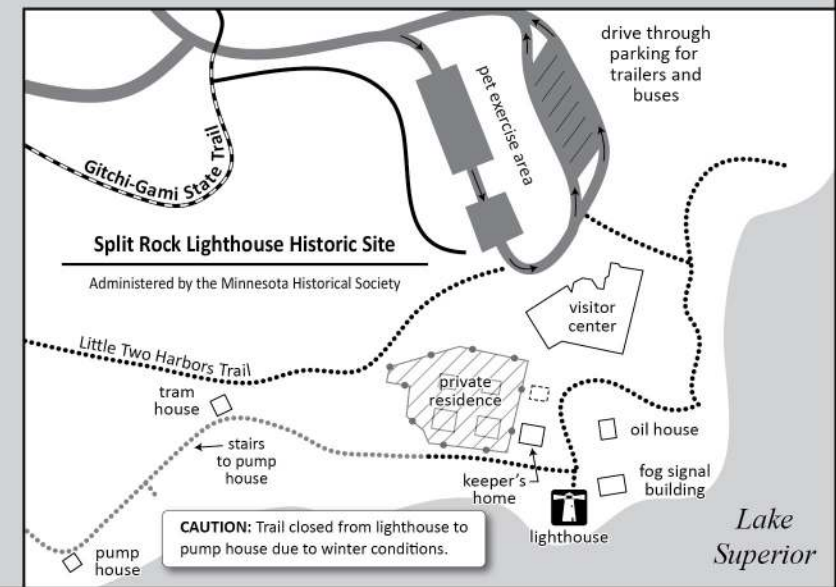 drive through
parking for
trailers and
buses
pet exercise area
Gitchi-Gami State Trail
Split Rock Lighthouse Historic Site
Administered by the Minnesota Historical Society
visitor
center
Little Two Harbors Trail
tram
house
private
residence
stairs
to pump
house
oil house
keeper's
home
fog signal
building
lighthouse
CAUTION: Trail closed from lighthouse to
pump house due to winter conditions.
pump
house
Lake
Superior